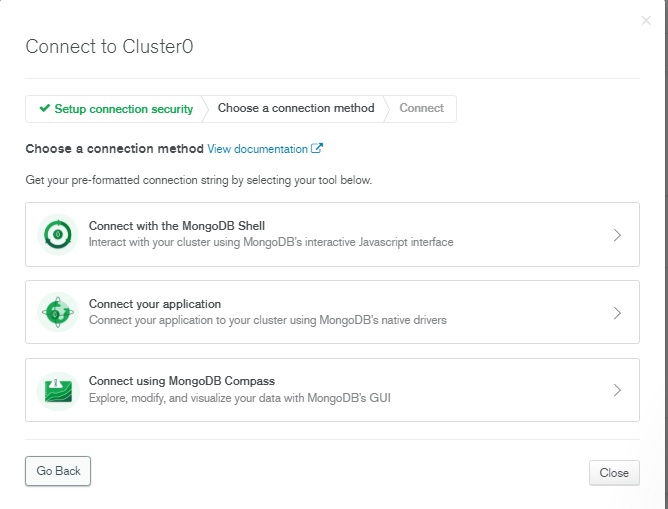 Connect to Cluster0
Setup connection security
Choose a connection method
Connect
Choose a connection method View documentation
Get your pre-formatted connection string by selecting your tool below.
Connect with the MongoDB Shell
Interact with your cluster using MongoDB's interactive Javascript interface
Connect your application
Connect your application to your cluster using MongoDB's native drivers
Connect using MongoDB Compass
Explore, modify, and visualize your data with MongoDB's GUI
Go Back
Close